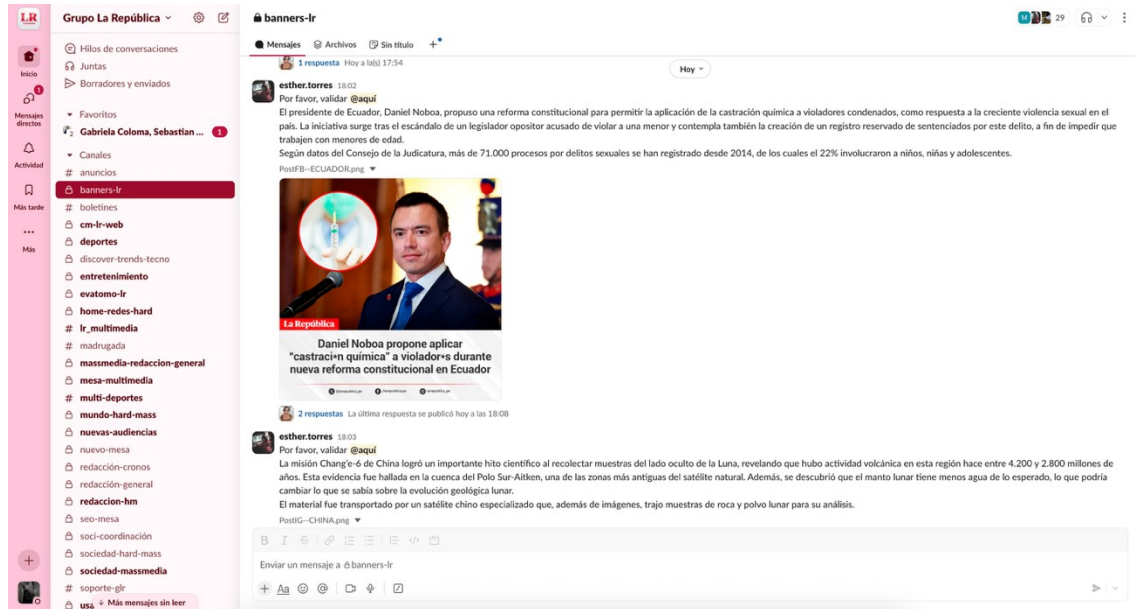 LR
Inicio
1
Mensajes
directos
Actividad
Más tarde
Más
Grupo La República
Hilos de conversaciones
Juntas
Borradores y enviados
Favoritos
2 Gabriela Coloma, Sebastian ... 1
Canales
# anuncios
banners-lr
# boletines
cm-lr-web
deportes
discover-trends-tecno
entretenimiento
evatomo-lr
home-redes-hard
# lr_multimedia
# madrugada
massmedia-redaccion-general
mesa-multimedia
# multi-deportes
mundo-hard-mass
nuevas-audiencias
nuevo-mesa
redacción-cronos
redacción-general
redaccion-hm
seo-mesa
soci-coordinación
sociedad-hard-mass
sociedad-massmedia
# soporte-glr
usa
Más mensajes sin leer
banners-lr
M 29
Mensajes Archivos Sin título +
1 respuesta Hoy a la(s) 17:54
Hoy
esther.torres 18:02
Por favor, validar @aquí
El presidente de Ecuador, Daniel Noboa, propuso una reforma constitucional para permitir la aplicación de la castración química a violadores condenados, como respuesta a la creciente violencia sexual en el
país. La iniciativa surge tras el escándalo de un legislador opositor acusado de violar a una menor y contempla también la creación de un registro reservado de sentenciados por este delito, a fin de impedir que
trabajen con menores de edad.
Según datos del Consejo de la Judicatura, más de 71.000 procesos por delitos sexuales se han registrado desde 2014, de los cuales el 22% involucraron a niños, niñas y adolescentes.
PostFB--ECUADOR.png
La República
Daniel Noboa propone aplicar
“castraci*n química” a violador*s durante
nueva reforma constitucional en Ecuador
2 respuestas La última respuesta se publicó hoy a las 18:08
esther.torres 18:03
Por favor, validar @aquí
La misión Chang'e-6 de China logró un importante hito científico al recolectar muestras del lado oculto de la Luna, revelando que hubo actividad volcánica en esta región hace entre 4.200 y 2.800 millones de
años. Esta evidencia fue hallada en la cuenca del Polo Sur-Aitken, una de las zonas más antiguas del satélite natural. Además, se descubrió que el manto lunar tiene menos agua de lo esperado, lo que podría
cambiar lo que se sabía sobre la evolución geológica lunar.
El material fue transportado por un satélite chino especializado que, además de imágenes, trajo muestras de roca y polvo lunar para su análisis.
PostIG--CHINA.png
B I S
Enviar un mensaje a banners-lr
+ Aa @